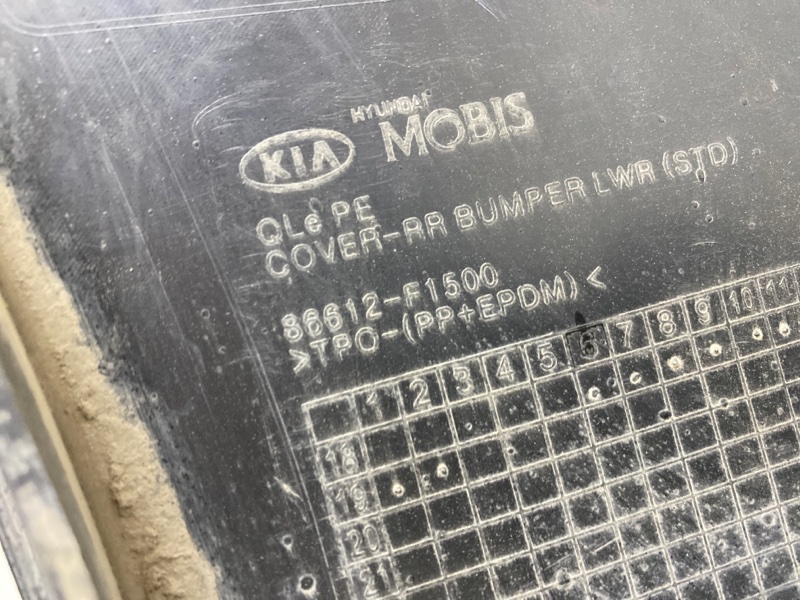 HYUNDAI
KIA MOBIS
QLe PE
COVER-RR BUMPER LWR (STD)
86612-F1500
>TPO-(PP+EPDM)<
1 2 3 4 5 6 7 8 9 10 11
18
19
20
21